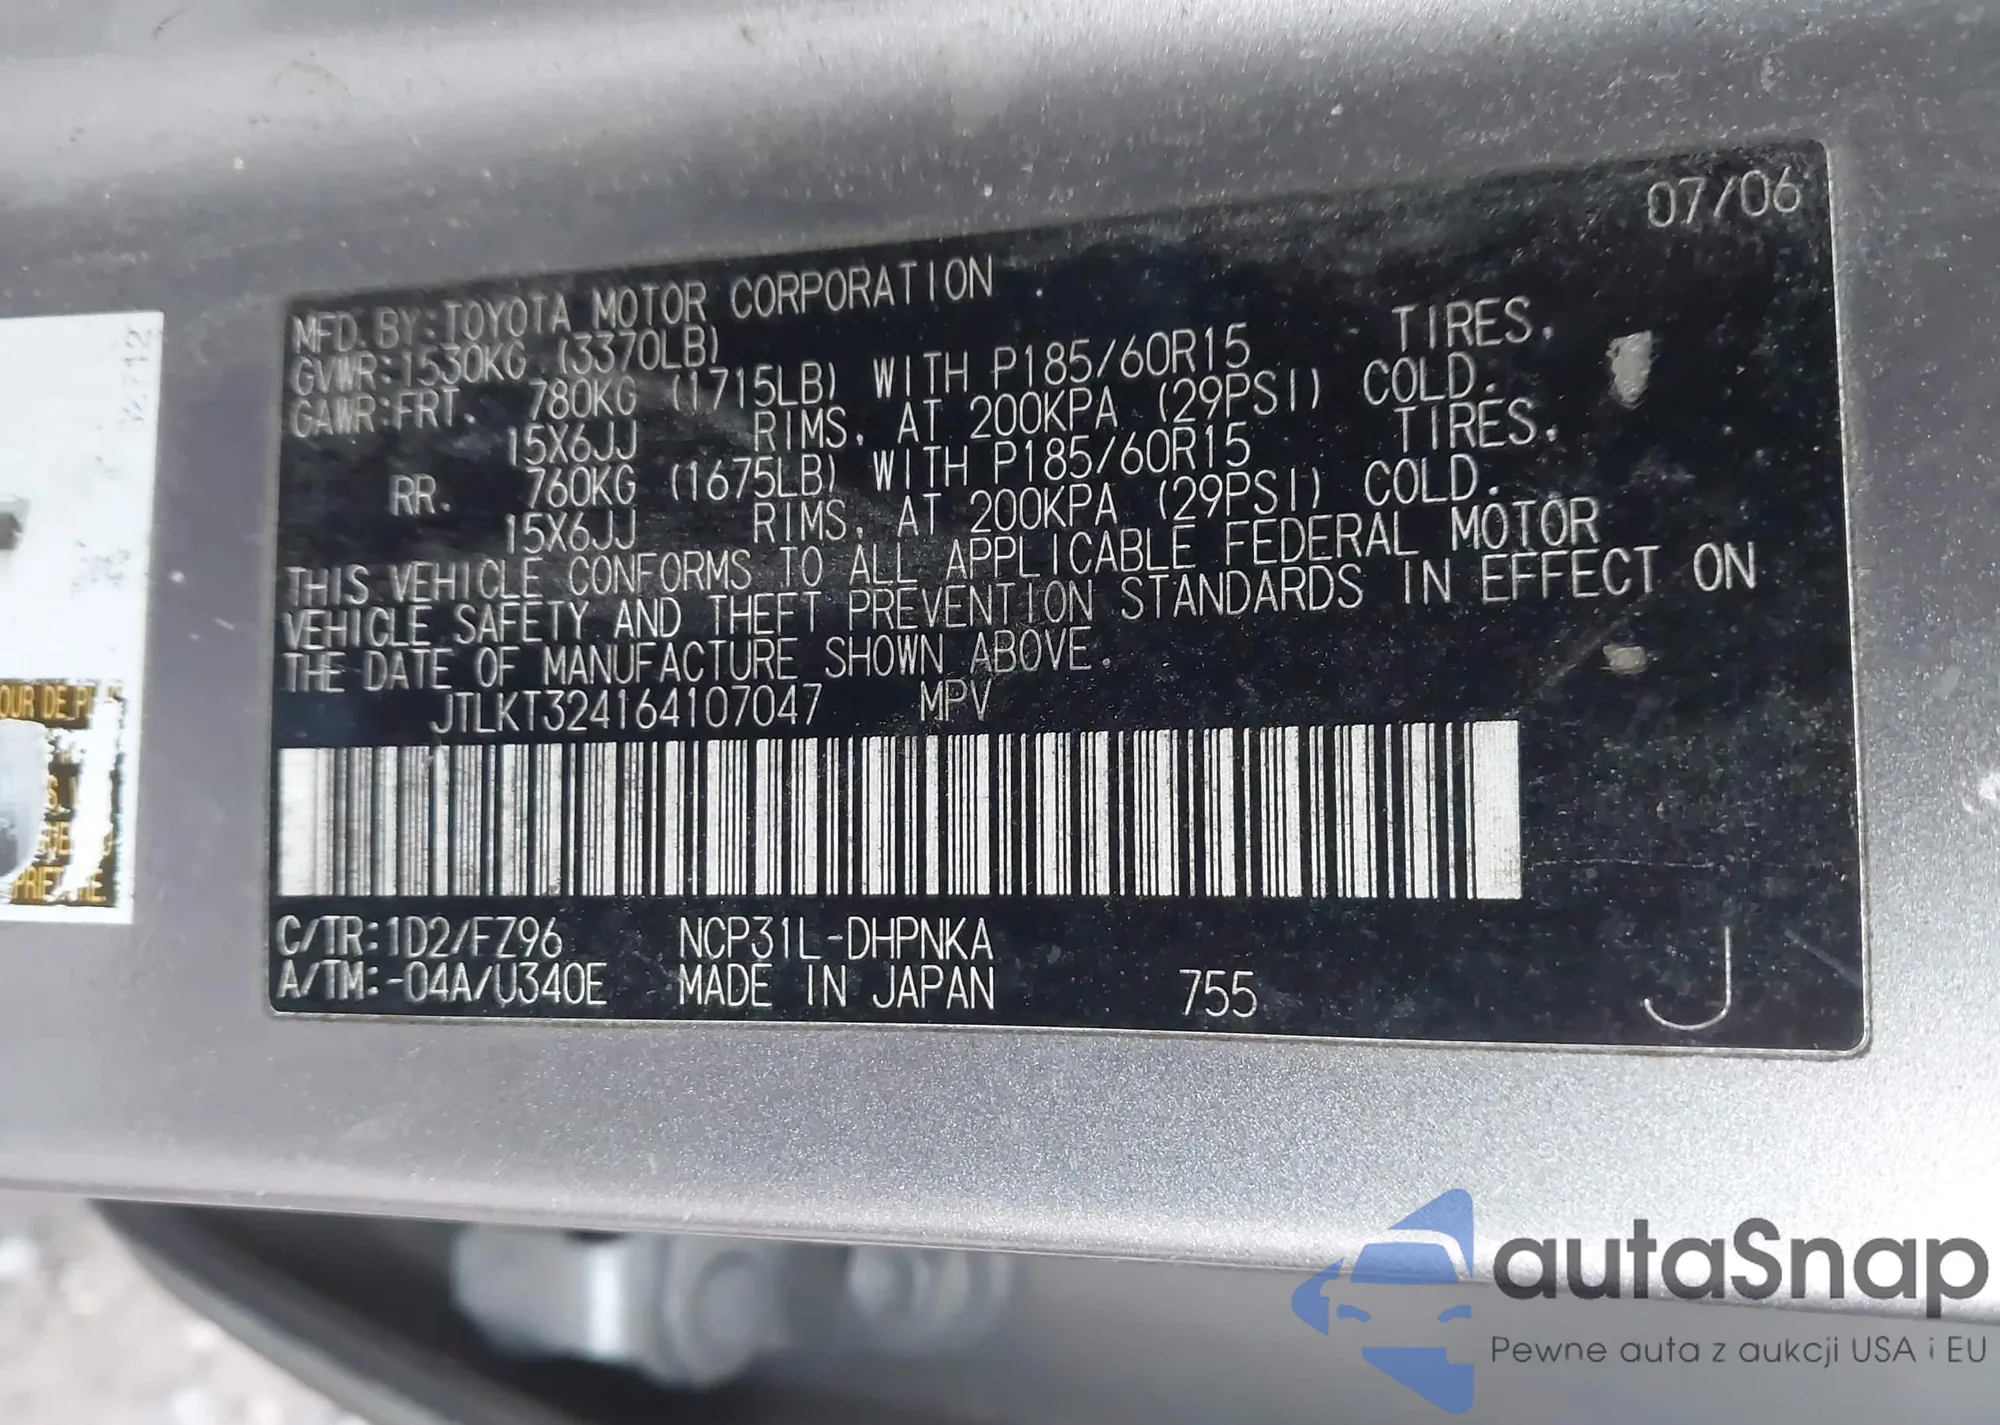 07/06
MFD. BY: TOYOTA MOTOR CORPORATION
GVWR: 1530KG (3370LB)
GAWR: FRT. 780KG (1715LB) WITH P185/60R15 TIRES,
15X6JJ RIMS, AT 200KPA (29PSI) COLD.
RR. 760KG (1675LB) WITH P185/60R15 TIRES,
15X6JJ RIMS, AT 200KPA (29PSI) COLD.
THIS VEHICLE CONFORMS TO ALL APPLICABLE FEDERAL MOTOR
VEHICLE SAFETY AND THEFT PREVENTION STANDARDS IN EFFECT ON
THE DATE OF MANUFACTURE SHOWN ABOVE.
JTLKT324164107047 MPV
C/TR: 1D2/FZ96 NCP31L-DHPNKA
A/TM: -04A/U340E MADE IN JAPAN 755 J
autaSnap
Pewne auta z aukcji USA i EU